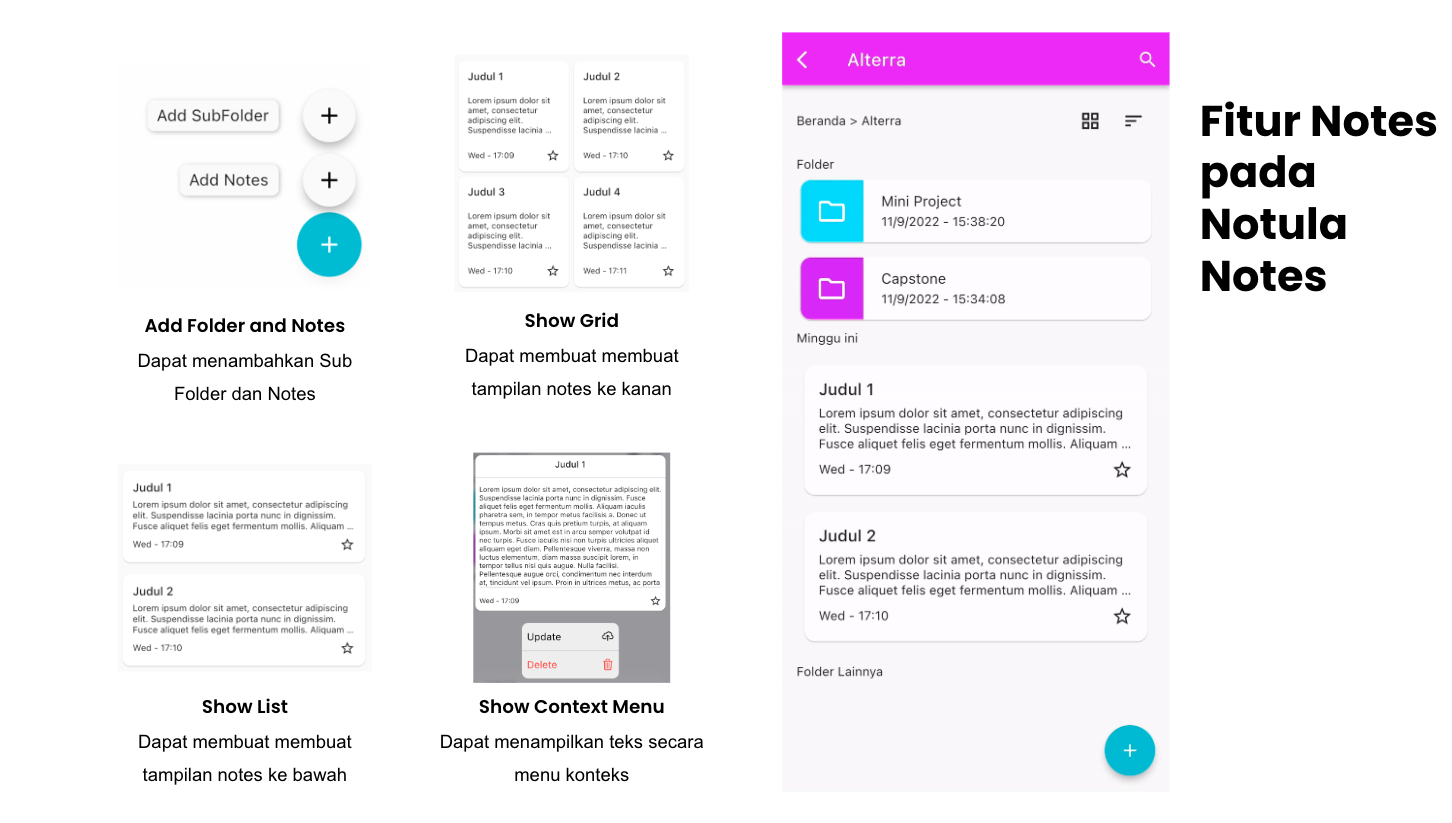 Add SubFolder
Add Notes
Add Folder and Notes
Dapat menambahkan Sub
Folder dan Notes
Judul 1
Lorem ipsum dolor sit
amet, consectetur
adipiscing elit.
Suspendisse lacinia ...
Wed - 17:09
Judul 2
Lorem ipsum dolor sit
amet, consectetur
adipiscing elit.
Suspendisse lacinia ...
Wed - 17:10
Judul 3
Lorem ipsum dolor sit
amet, consectetur
adipiscing elit.
Suspendisse lacinia ...
Wed - 17:10
Judul 4
Lorem ipsum dolor sit
amet, consectetur
adipiscing elit.
Suspendisse lacinia ...
Wed - 17:11
Show Grid
Dapat membuat membuat
tampilan notes ke kanan
Judul 1
Lorem ipsum dolor sit amet, consectetur adipiscing
elit. Suspendisse lacinia porta nunc in dignissim.
Fusce aliquet felis eget fermentum mollis. Aliquam ...
Wed - 17:09
Judul 2
Lorem ipsum dolor sit amet, consectetur adipiscing
elit. Suspendisse lacinia porta nunc in dignissim.
Fusce aliquet felis eget fermentum mollis. Aliquam ...
Wed - 17:10
Show List
Dapat membuat membuat
tampilan notes ke bawah
Judul 1
Lorem ipsum dolor sit amet, consectetur adipiscing elit.
Suspendisse lacinia porta nunc in dignissim. Fusce
aliquet felis eget fermentum mollis. Aliquam iaculis
pharetra sem, in tempor metus facilisis a. Donec ut
tempus metus. Cras quis pretium turpis, at aliquam
ipsum. Morbi sit amet est in arcu semper volutpat id
nec turpis. Fusce iaculis nisi non turpis ultricies aliquet
aliquam eget diam. Pellentesque viverra, massa non
luctus elementum, diam massa suscipit lorem, in
tempor tellus nisi quis augue. Nulla facilisi.
Pellentesque augue orci, condimentum nec interdum
at, tincidunt vel ipsum. Proin in ultrices metus, ac porta
Wed - 17:09
Update
Delete
Show Context Menu
Dapat menampilkan teks secara
menu konteks
Alterra
Beranda > Alterra
Folder
Mini Project
11/9/2022 - 15:38:20
Capstone
11/9/2022 - 15:34:08
Minggu ini
Judul 1
Lorem ipsum dolor sit amet, consectetur adipiscing
elit. Suspendisse lacinia porta nunc in dignissim.
Fusce aliquet felis eget fermentum mollis. Aliquam ...
Wed - 17:09
Judul 2
Lorem ipsum dolor sit amet, consectetur adipiscing
elit. Suspendisse lacinia porta nunc in dignissim.
Fusce aliquet felis eget fermentum mollis. Aliquam ...
Wed - 17:10
Folder Lainnya
Fitur Notes
pada
Notula
Notes